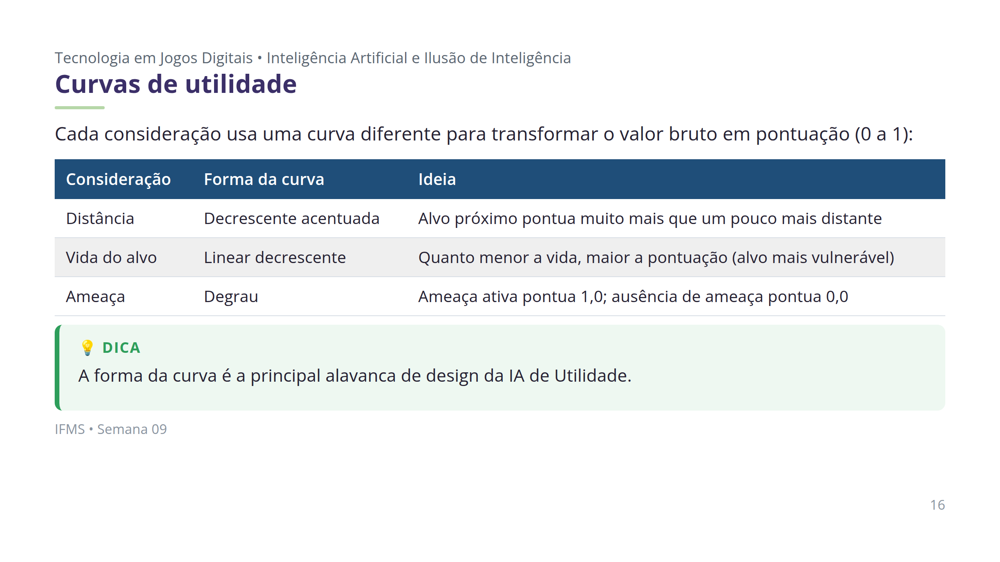 Tecnologia em Jogos Digitais • Inteligência Artificial e Ilusão de Inteligência
Curvas de utilidade
Cada consideração usa uma curva diferente para transformar o valor bruto em pontuação (0 a 1):
Consideração Forma da curva Ideia
Distância Decrescente acentuada Alvo próximo pontua muito mais que um pouco mais distante
Vida do alvo Linear decrescente Quanto menor a vida, maior a pontuação (alvo mais vulnerável)
Ameaça Degrau Ameaça ativa pontua 1,0; ausência de ameaça pontua 0,0
💡 DICA
A forma da curva é a principal alavanca de design da IA de Utilidade.
IFMS • Semana 09
16